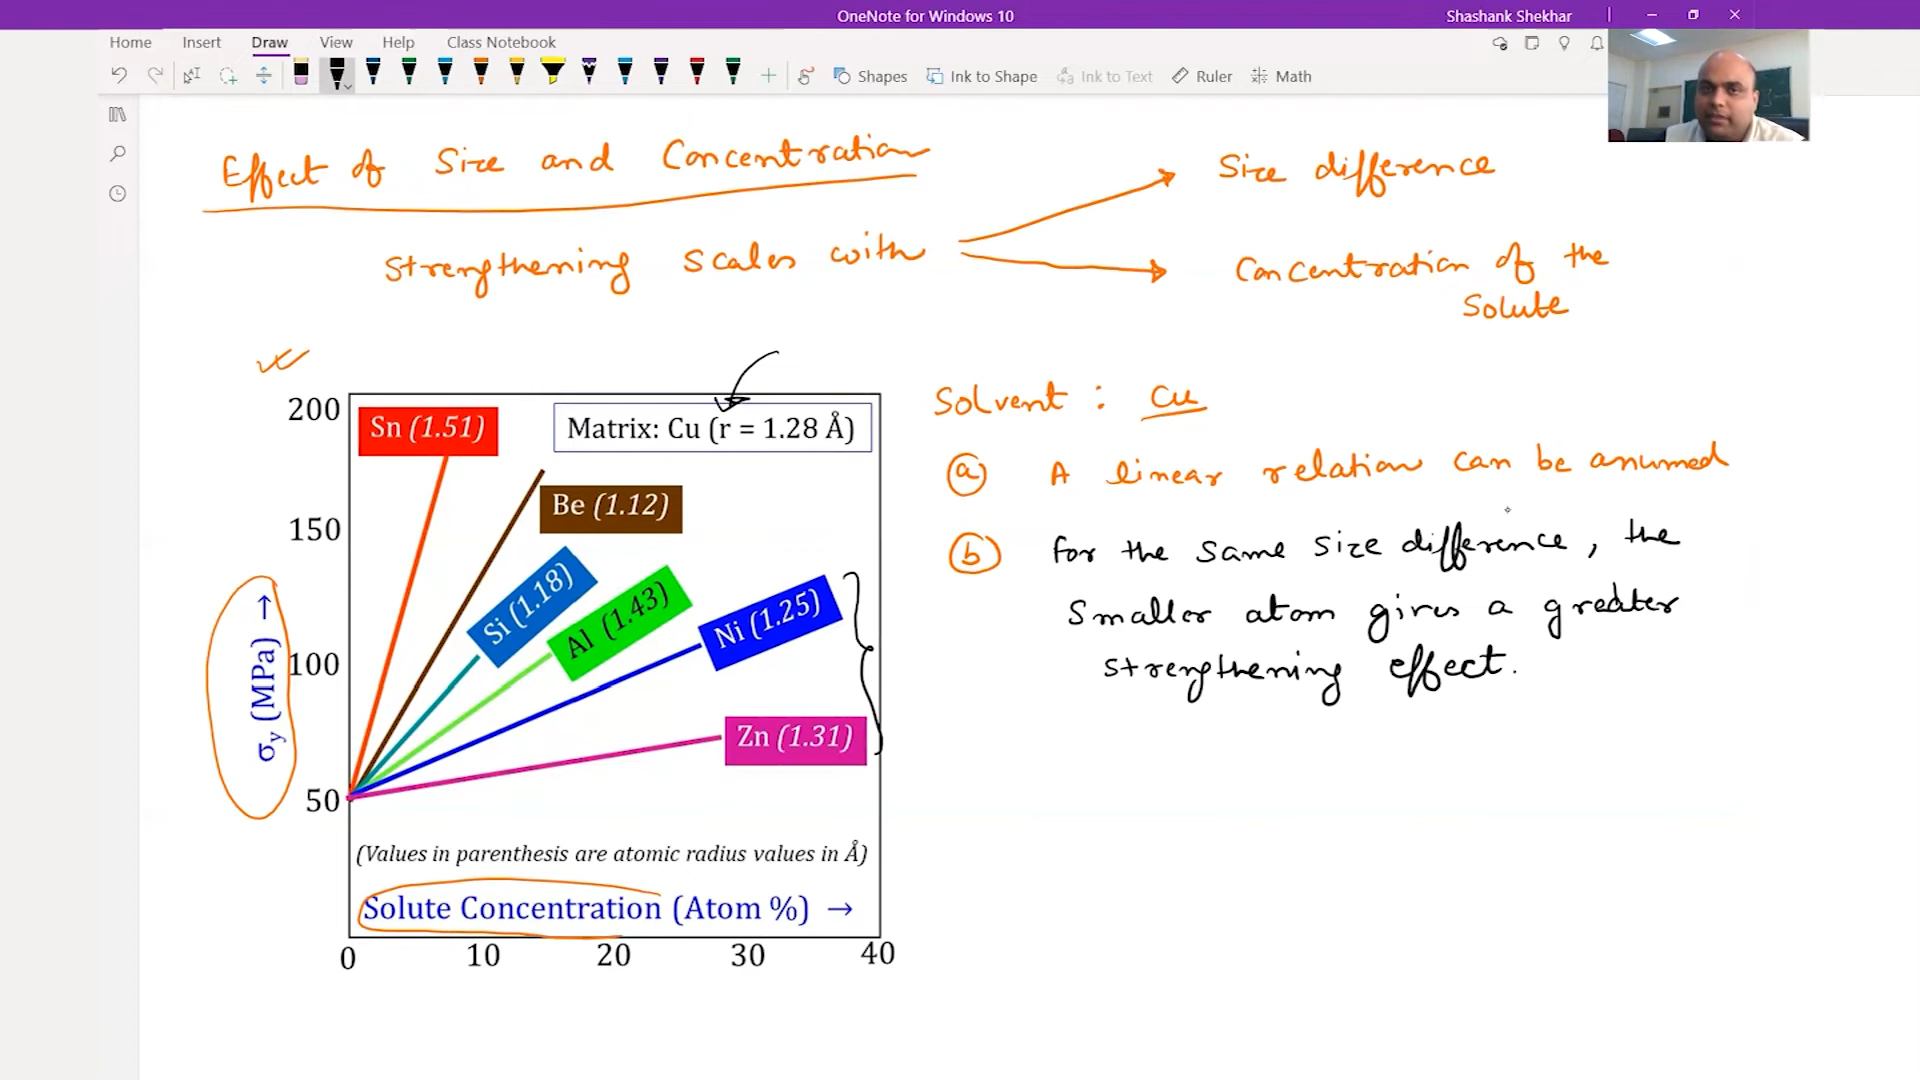 OneNote for Windows 10
Shashank Shekhar
Home Insert Draw View Help Class Notebook
Shapes Ink to Shape Ink to Text Ruler Math
Effect of Size and Concentration
Strengthening scales with
Size difference
Concentration of the
Solute
200
150
100
50
σy (MPa) →
Sn (1.51)
Matrix: Cu (r = 1.28 Å)
Be (1.12)
Si (1.18)
Al (1.43)
Ni (1.25)
Zn (1.31)
(Values in parenthesis are atomic radius values in Å)
Solute Concentration (Atom %) →
0 10 20 30 40
Solvent : Cu
(a) A linear relation can be assumed
(b) For the same size difference, the
smaller atom gives a greater
strengthening effect.